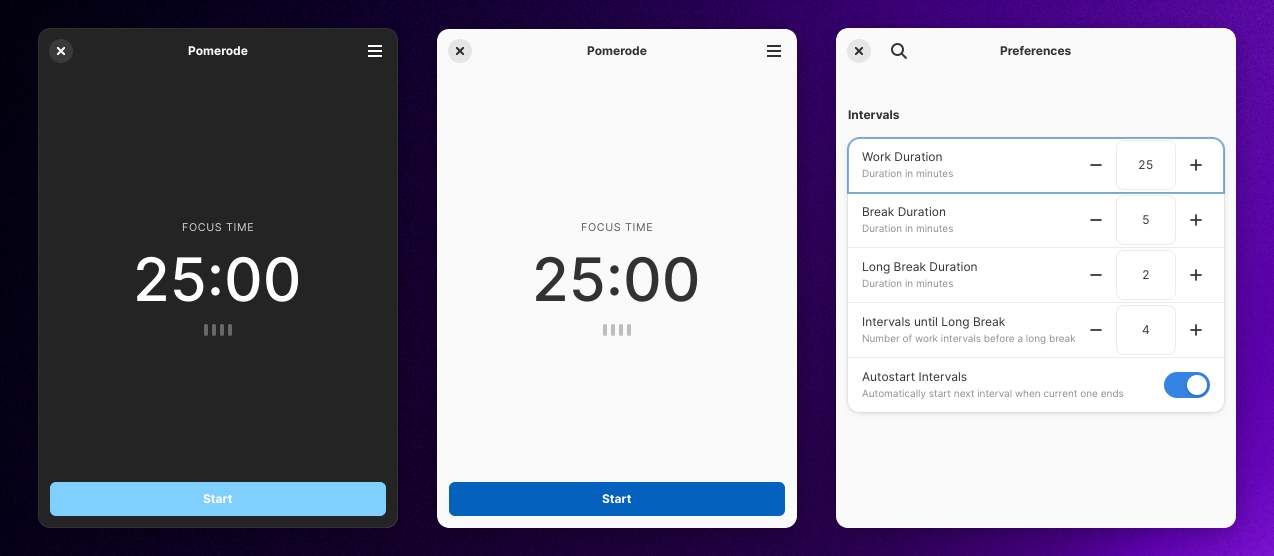 Pomerode
FOCUS TIME
25:00
Start
Pomerode
FOCUS TIME
25:00
Start
Preferences
Intervals
Work Duration
Duration in minutes
25
Break Duration
Duration in minutes
5
Long Break Duration
Duration in minutes
2
Intervals until Long Break
Number of work intervals before a long break
4
Autostart Intervals
Automatically start next interval when current one ends